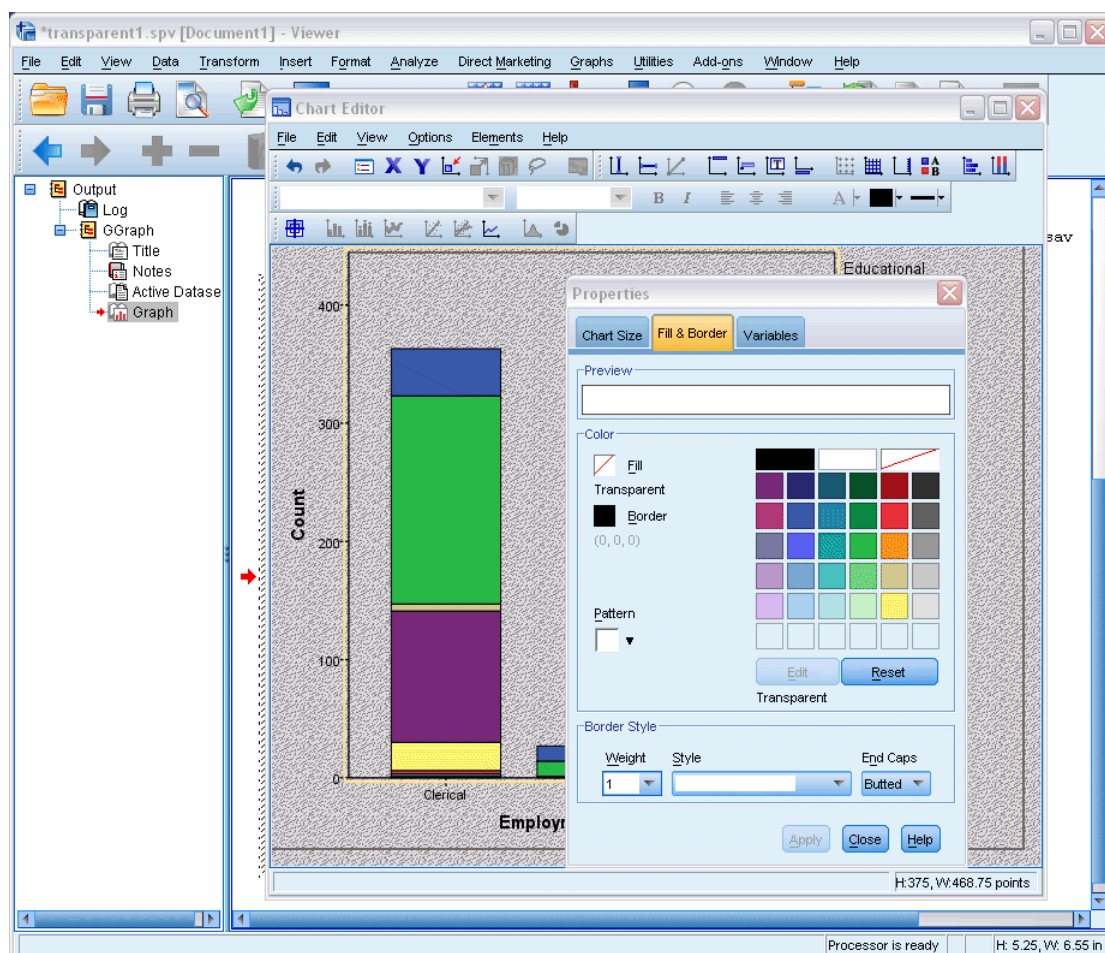 *transparent1.spv [Document1] - Viewer
File Edit View Data Transform Insert Format Analyze Direct Marketing Graphs Utilities Add-ons Window Help
Chart Editor
File Edit View Options Elements Help
X Y
T
A
B
B I A
Output
Log
GGraph
Title
Notes
Active Datase
Graph
sav
Educational
400
300
200
100
0
Count
Clerical
Properties
Chart Size Fill & Border Variables
Preview
Color
Fill
Transparent
Border
(0, 0, 0)
Pattern
Edit Reset
Transparent
Border Style
Weight Style End Caps
1 Butted
Apply Close Help
H:375, W:468.75 points
Processor is ready H: 5.25, W: 6.55 in